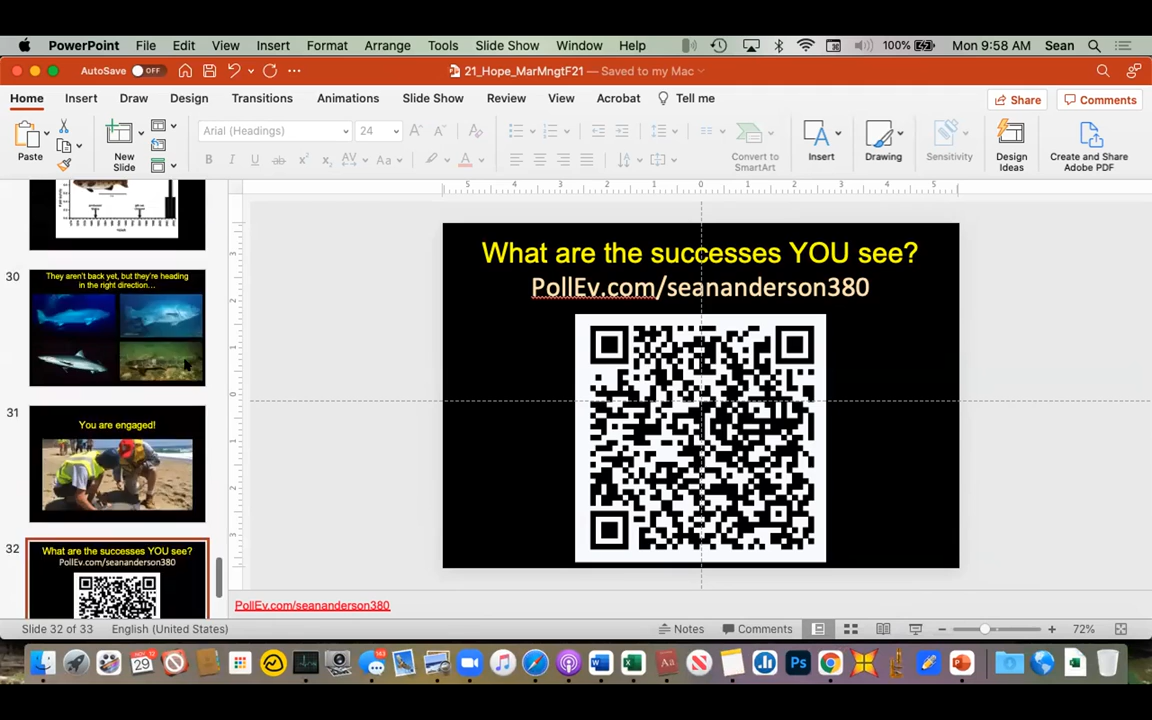 PowerPoint File Edit View Insert Format Arrange Tools Slide Show Window Help 100% Mon 9:58 AM Sean
AutoSave OFF 21_Hope_MarMngtF21 — Saved to my Mac
Home Insert Draw Design Transitions Animations Slide Show Review View Acrobat Tell me Share Comments
Paste New Slide Arial (Headings) 24 Convert to SmartArt Insert Drawing Sensitivity Design Ideas Create and Share Adobe PDF
30
They aren't back yet, but they're heading
in the right direction...
31
You are engaged!
32
What are the successes YOU see?
PollEv.com/seananderson380
What are the successes YOU see?
PollEv.com/seananderson380
PollEv.com/seananderson380
Slide 32 of 33 English (United States) Notes Comments 72%
NOV
29